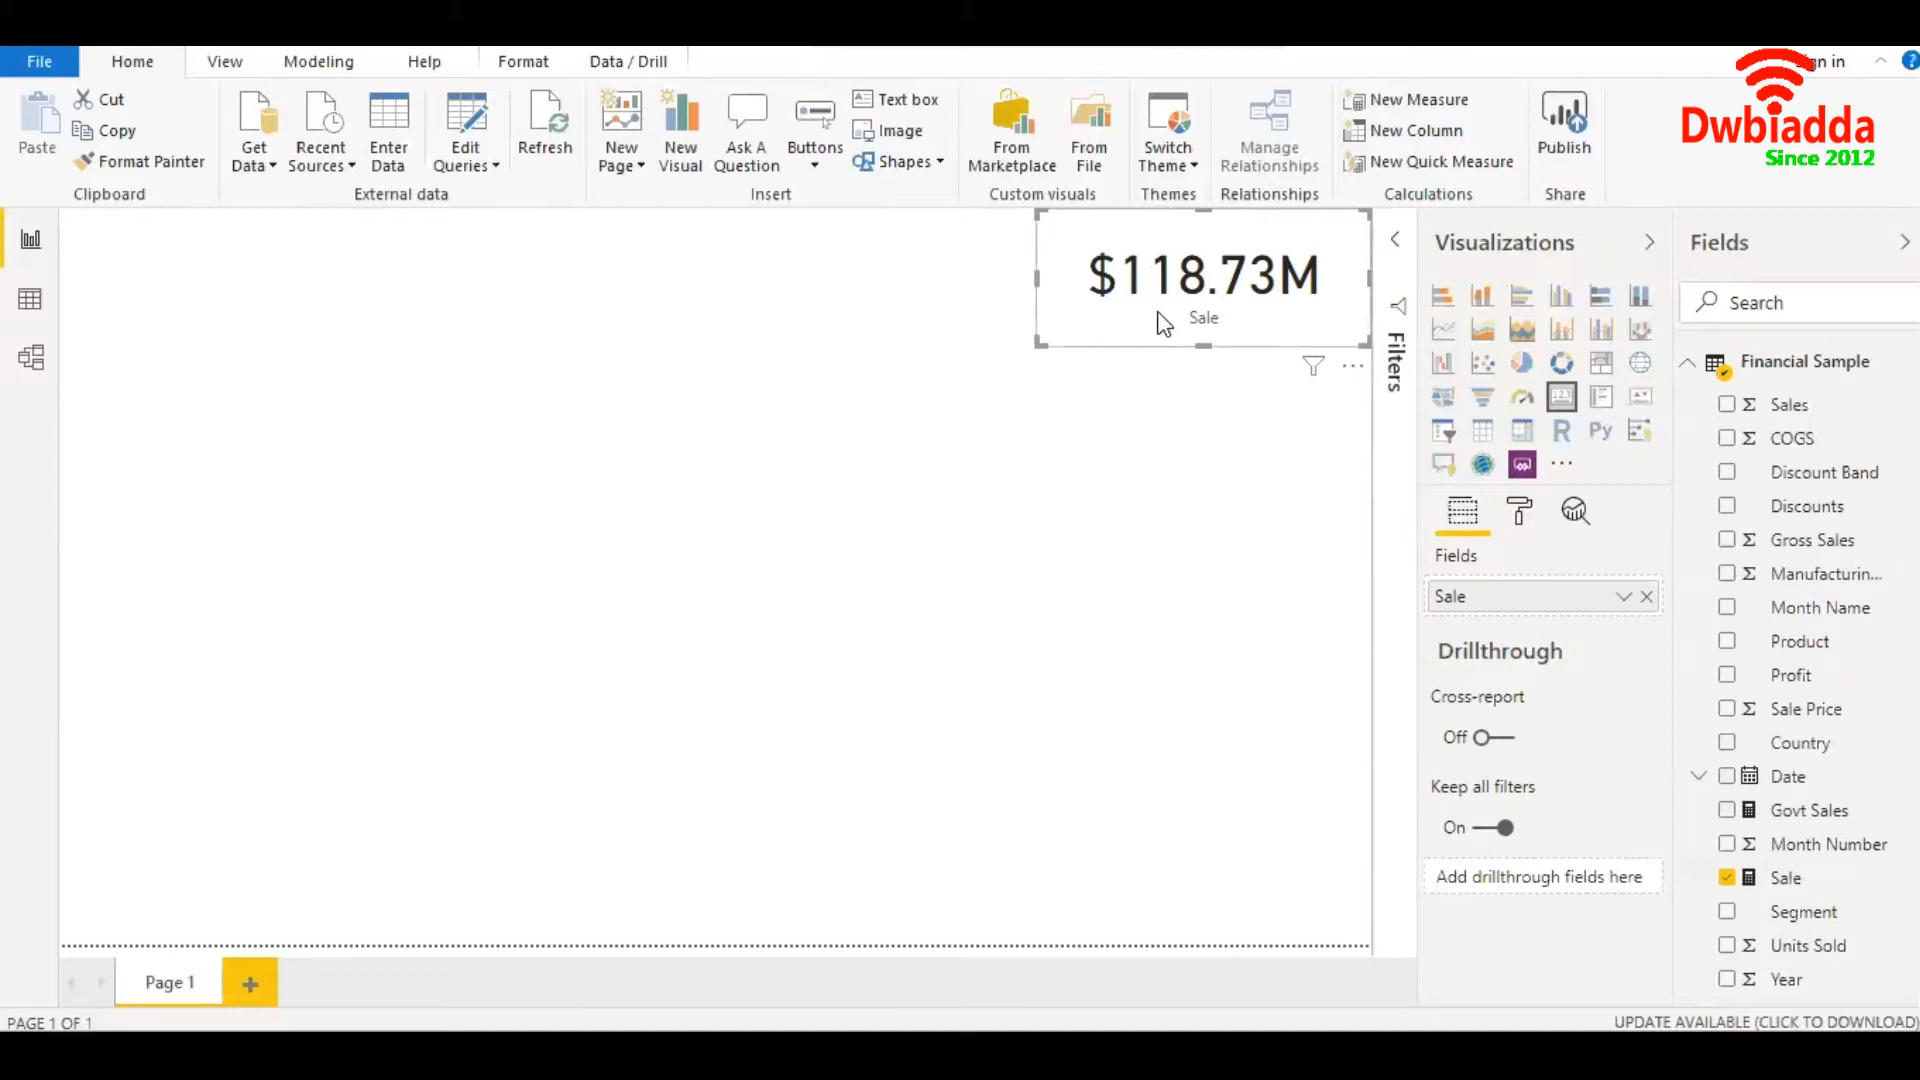 File Home View Modeling Help Format Data / Drill
Cut
Copy
Format Painter
Paste
Clipboard
Get Data
Recent Sources
Enter Data
Edit Queries
Refresh
External data
New Page
New Visual
Ask A Question
Buttons
Text box
Image
Shapes
Insert
From Marketplace
From File
Custom visuals
Switch Theme
Themes
Manage Relationships
Relationships
New Measure
New Column
New Quick Measure
Calculations
Publish
Share
in
?
Dwbiadda
Since 2012
$118.73M
Sale
Filters
Visualizations
R
Py
Fields
Sale
Drillthrough
Cross-report
Off
Keep all filters
On
Add drillthrough fields here
Fields
Search
Financial Sample
Sales
COGS
Discount Band
Discounts
Gross Sales
Manufacturin...
Month Name
Product
Profit
Sale Price
Country
Date
Govt Sales
Month Number
Sale
Segment
Units Sold
Year
Page 1
PAGE 1 OF 1
UPDATE AVAILABLE (CLICK TO DOWNLOAD)